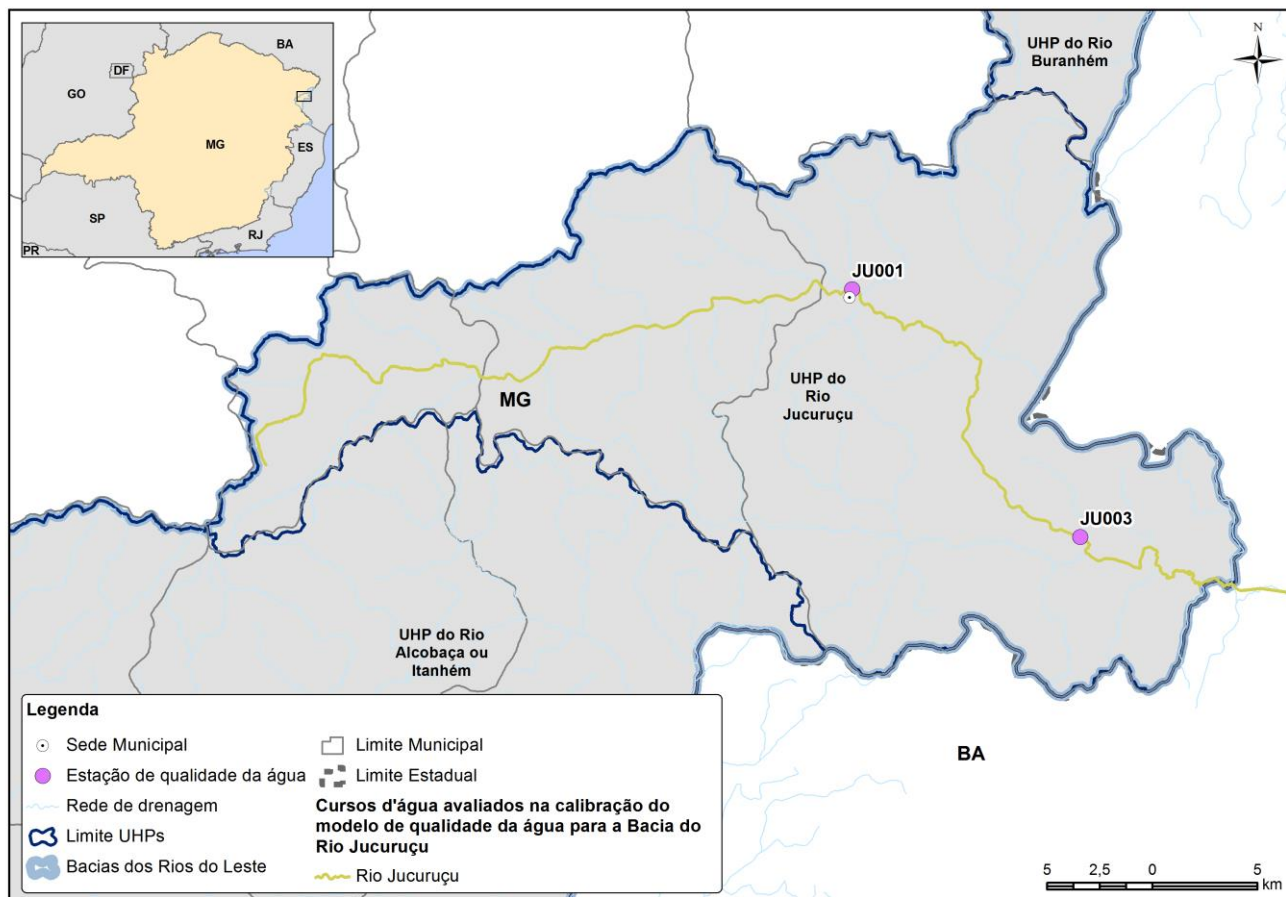 BA
DF
GO
MG
ES
SP
RJ
PR
UHP do Rio
Buranhém
N
JU001
UHP do
Rio
Jucuruçu
MG
JU003
UHP do Rio
Alcobaça ou
Itanhém
BA
Legenda
Sede Municipal
Estação de qualidade da água
Rede de drenagem
Limite UHPs
Bacias dos Rios do Leste
Limite Municipal
Limite Estadual
Cursos d'água avaliados na calibração do
modelo de qualidade da água para a Bacia do
Rio Jucuruçu
Rio Jucuruçu
5 2,5 0 5
km